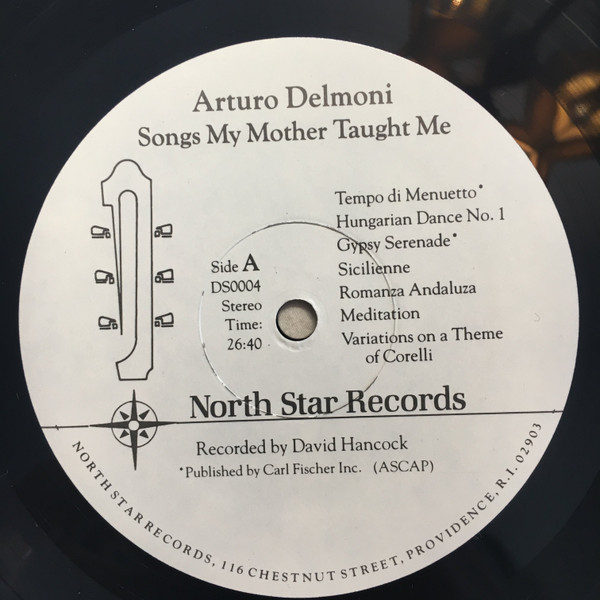 Arturo Delmoni
Songs My Mother Taught Me
Side A
DS0004
Stereo
Time:
26:40
Tempo di Menuetto*
Hungarian Dance No. 1
Gypsy Serenade*
Sicilienne
Romanza Andaluza
Meditation
Variations on a Theme
of Corelli
North Star Records
Recorded by David Hancock
*Published by Carl Fischer Inc. (ASCAP)
NORTH STAR RECORDS, 116 CHESTNUT STREET, PROVIDENCE, R.I. 02903